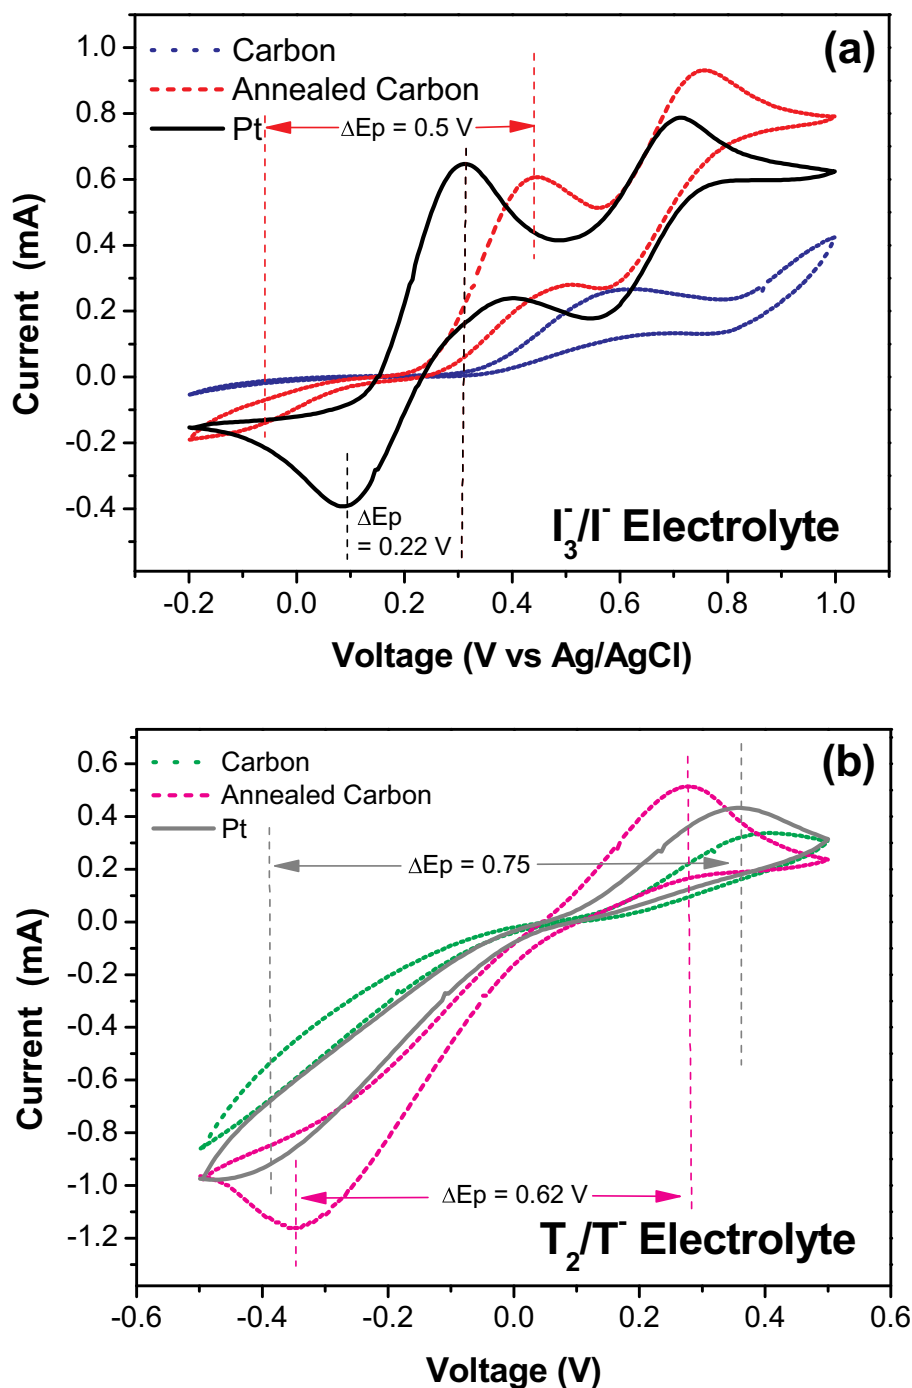 (a)
Carbon
Annealed Carbon
Pt
ΔEp = 0.5 V
ΔEp
= 0.22 V
I₃⁻/I⁻ Electrolyte
1.0
0.8
0.6
0.4
0.2
0.0
-0.2
-0.4
Current (mA)
-0.2 0.0 0.2 0.4 0.6 0.8 1.0
Voltage (V vs Ag/AgCl)
(b)
Carbon
Annealed Carbon
Pt
ΔEp = 0.75
ΔEp = 0.62 V
T₂/T⁻ Electrolyte
0.6
0.4
0.2
0.0
-0.2
-0.4
-0.6
-0.8
-1.0
-1.2
Current (mA)
-0.6 -0.4 -0.2 0.0 0.2 0.4 0.6
Voltage (V)